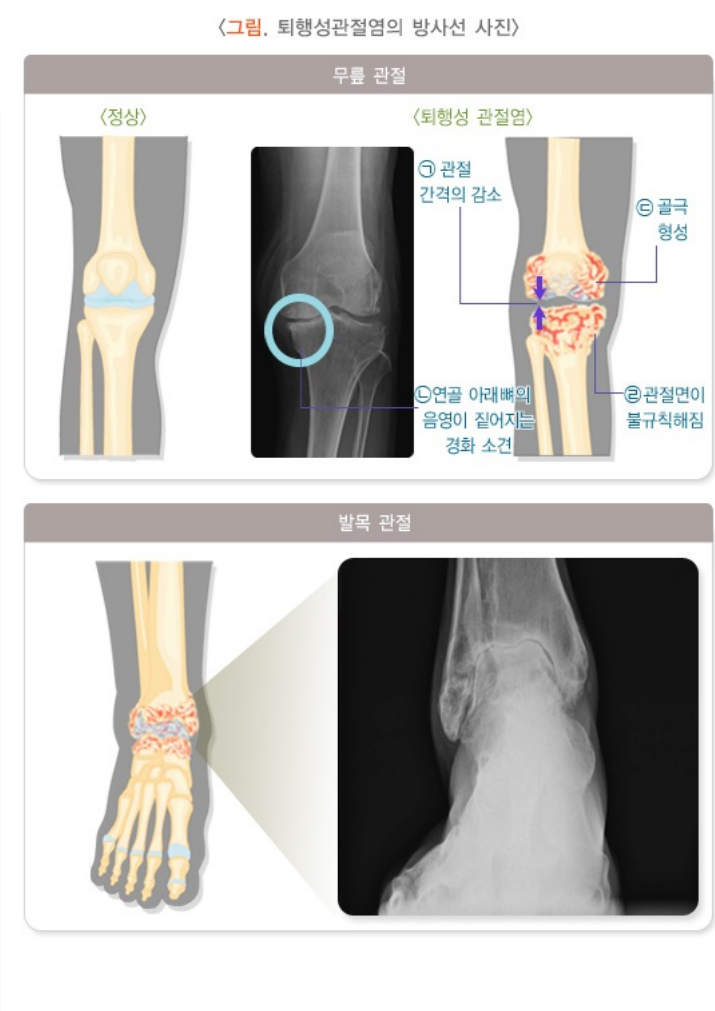 <그림. 퇴행성관절염의 방사선 사진>
무릎 관절
<정상>
<퇴행성 관절염>
㉠ 관절
간격의 감소
㉢ 골극
형성
㉡연골 아래뼈의
음영이 짙어지는
경화 소견
㉣ 관절면이
불규칙해짐
발목 관절